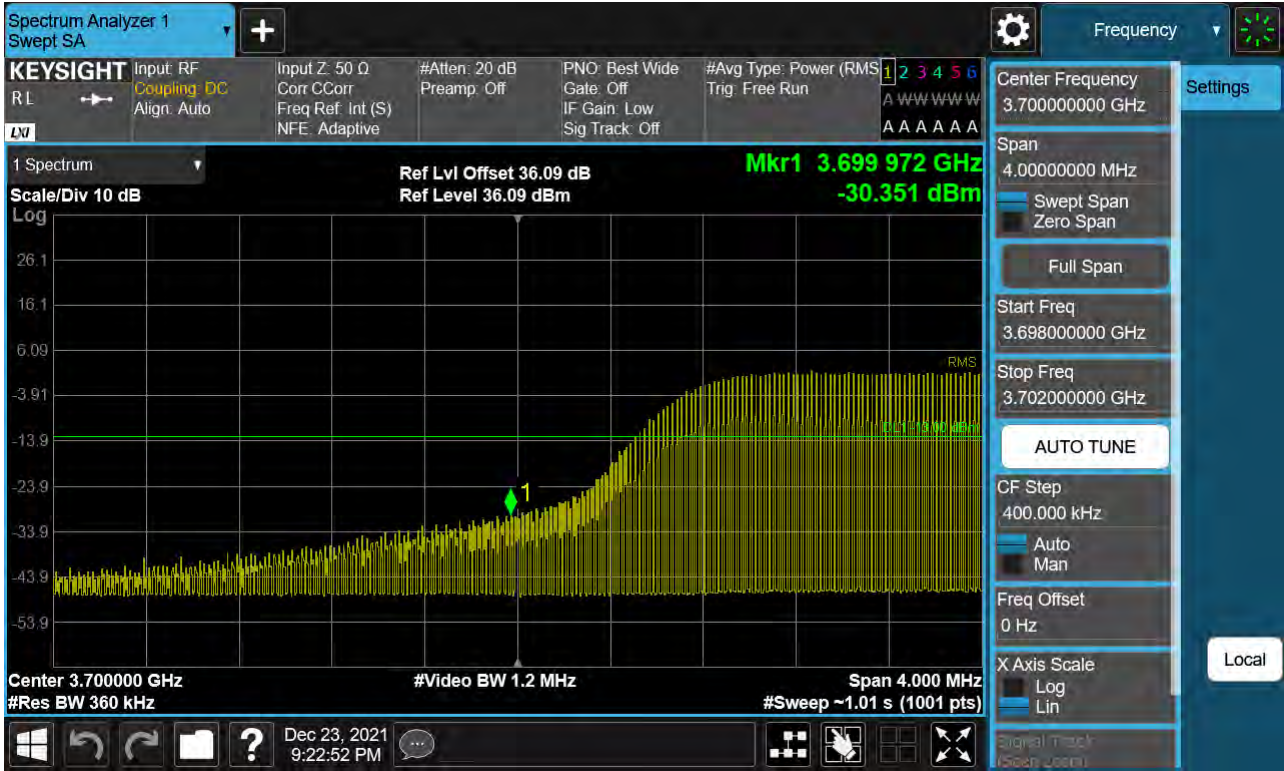 Spectrum Analyzer 1
Swept SA
+
Frequency
KEYSIGHT
RL
LXI
Input: RF
Coupling: DC
Align: Auto
Input Z: 50 Ω
Corr CCorr
Freq Ref: Int (S)
NFE: Adaptive
#Atten: 20 dB
Preamp: Off
PNO: Best Wide
Gate: Off
IF Gain: Low
Sig Track: Off
#Avg Type: Power (RMS
Trig: Free Run
1 2 3 4 5 6
A W W W W W
A A A A A A
1 Spectrum
Scale/Div 10 dB
Log
Ref Lvl Offset 36.09 dB
Ref Level 36.09 dBm
Mkr1 3.699 972 GHz
-30.351 dBm
26.1
16.1
6.09
-3.91
-13.9
-23.9
-33.9
-43.9
-53.9
RMS
DL1 -13.00 dBm
1
Center 3.700000 GHz
#Res BW 360 kHz
#Video BW 1.2 MHz
Span 4.000 MHz
#Sweep ~1.01 s (1001 pts)
Center Frequency
3.700000000 GHz
Span
4.00000000 MHz
Swept Span
Zero Span
Full Span
Start Freq
3.698000000 GHz
Stop Freq
3.702000000 GHz
AUTO TUNE
CF Step
400.000 kHz
Auto
Man
Freq Offset
0 Hz
X Axis Scale
Log
Lin
Signal Track
(Span Zoom)
Settings
Local
?
Dec 23, 2021
9:22:52 PM